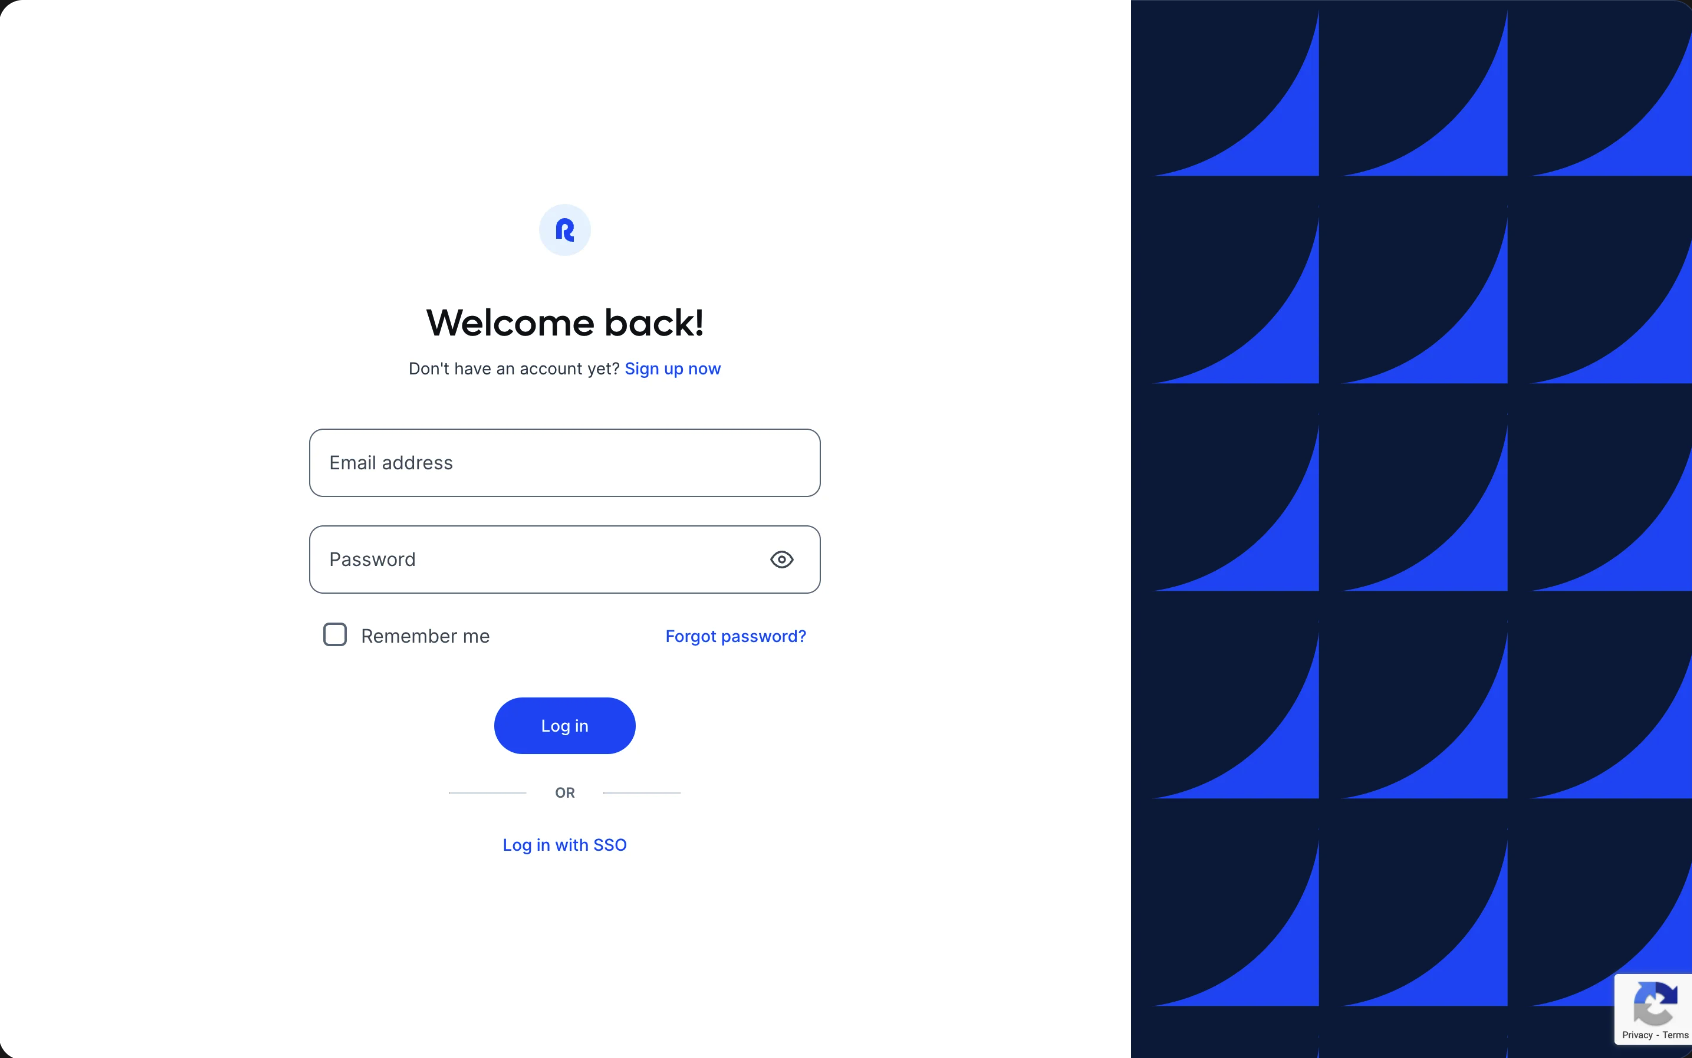 R
Welcome back!
Don't have an account yet? Sign up now
Email address
Password
Remember me
Forgot password?
Log in
OR
Log in with SSO
Privacy - Terms